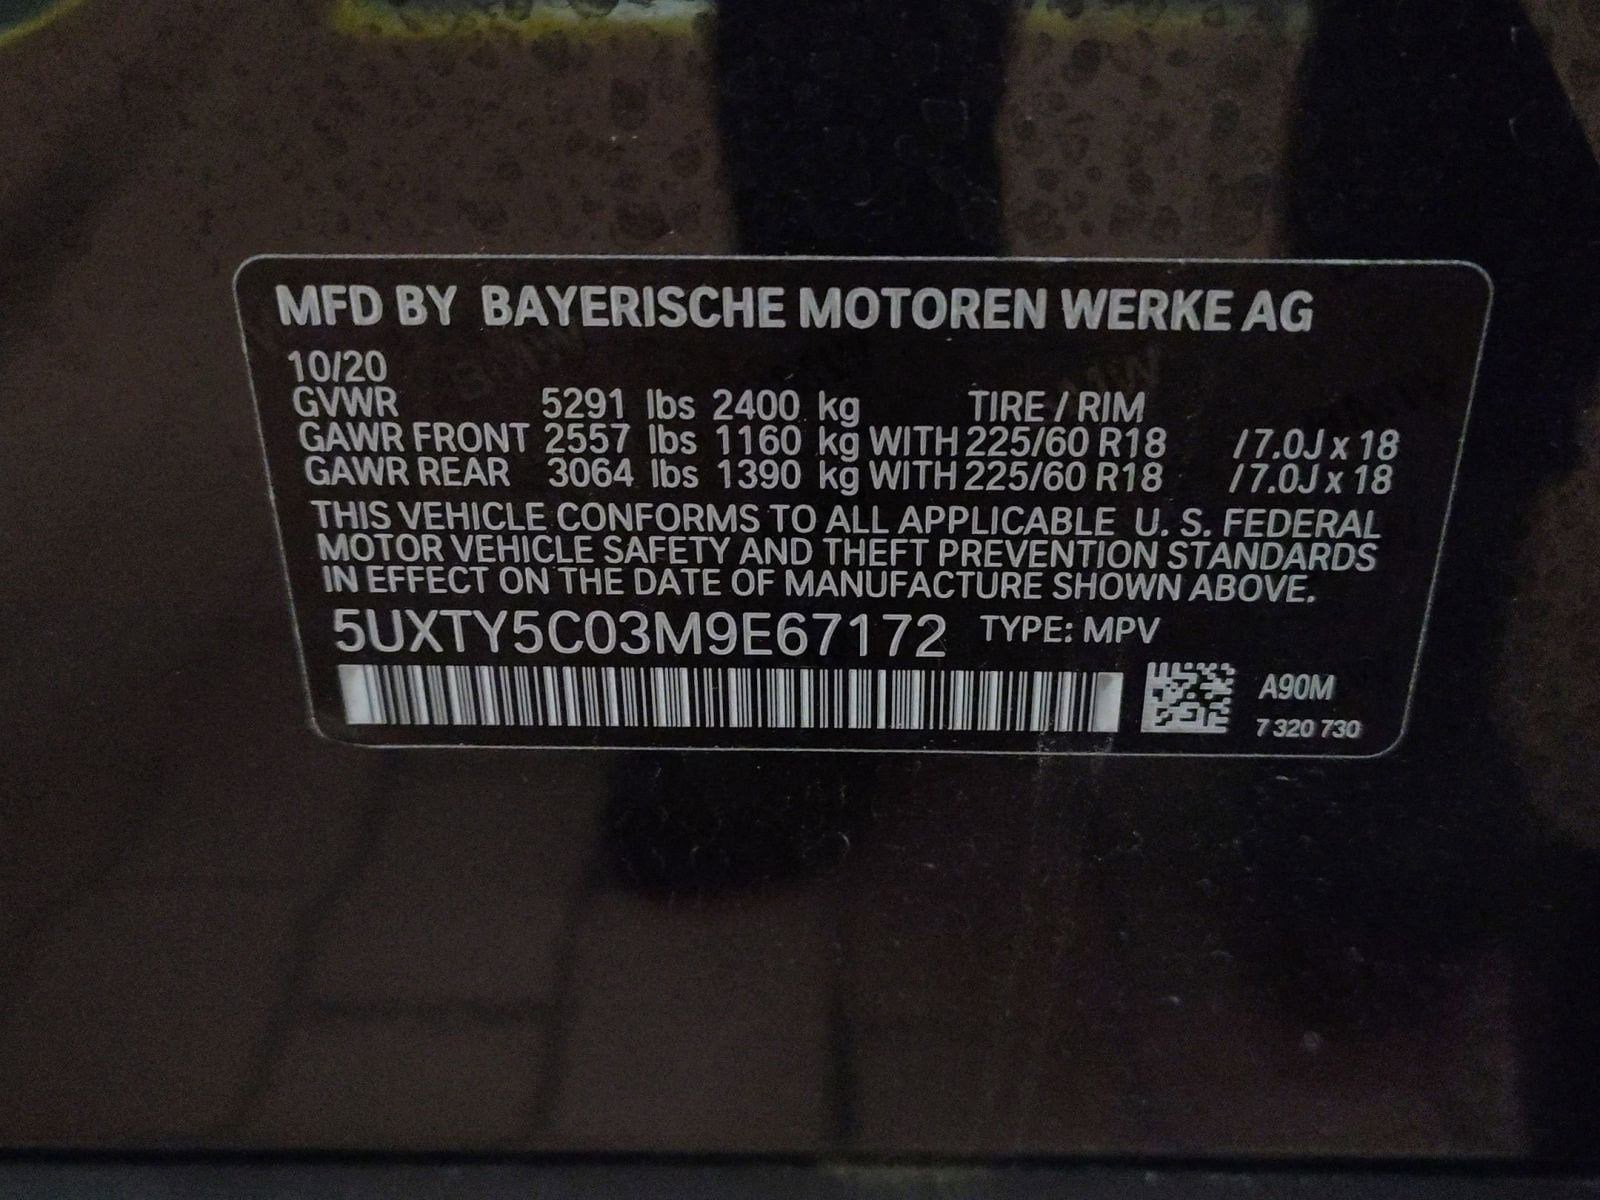 MFD BY BAYERISCHE MOTOREN WERKE AG
10/20
GVWR 5291 lbs 2400 kg TIRE / RIM
GAWR FRONT 2557 lbs 1160 kg WITH 225/60 R18 /7.0J x 18
GAWR REAR 3064 lbs 1390 kg WITH 225/60 R18 /7.0J x 18
THIS VEHICLE CONFORMS TO ALL APPLICABLE U. S. FEDERAL
MOTOR VEHICLE SAFETY AND THEFT PREVENTION STANDARDS
IN EFFECT ON THE DATE OF MANUFACTURE SHOWN ABOVE.
5UXTY5C03M9E67172 TYPE: MPV
A90M
7 320 730